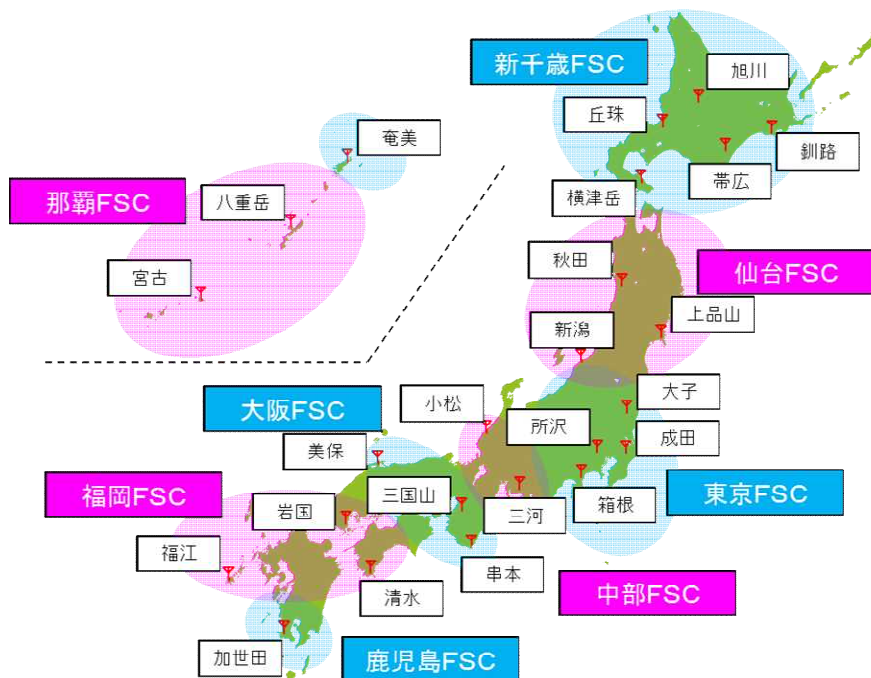 新千歳FSC
旭川
丘珠
釧路
帯広
横津岳
奄美
那覇FSC
八重岳
宮古
秋田
仙台FSC
上品山
新潟
大子
小松
大阪FSC
所沢
成田
美保
福岡FSC
三国山
岩国
三河
箱根
東京FSC
福江
串本
清水
中部FSC
加世田
鹿児島FSC